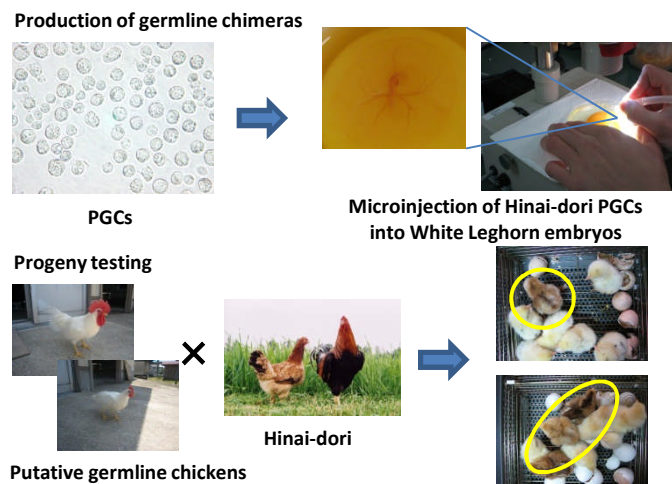 Production of germline chimeras
PGCs
Microinjection of Hinai-dori PGCs
into White Leghorn embryos
Progeny testing
×
Hinai-dori
Putative germline chickens